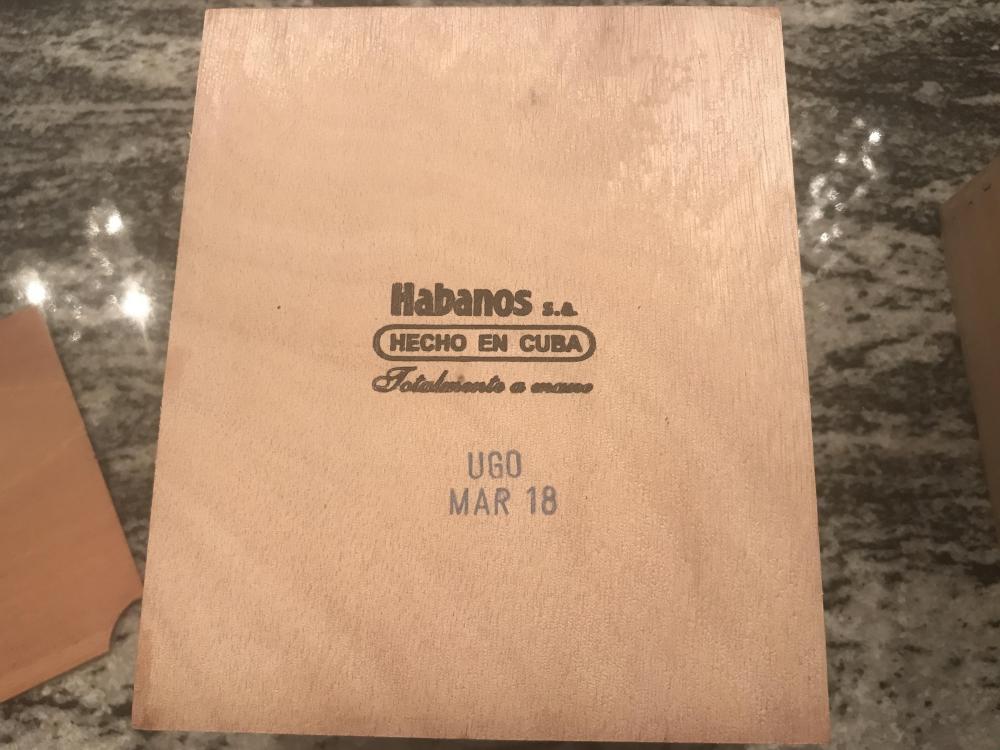 Habanos s.a.
HECHO EN CUBA
Totalmente a mano
UGO
MAR 18